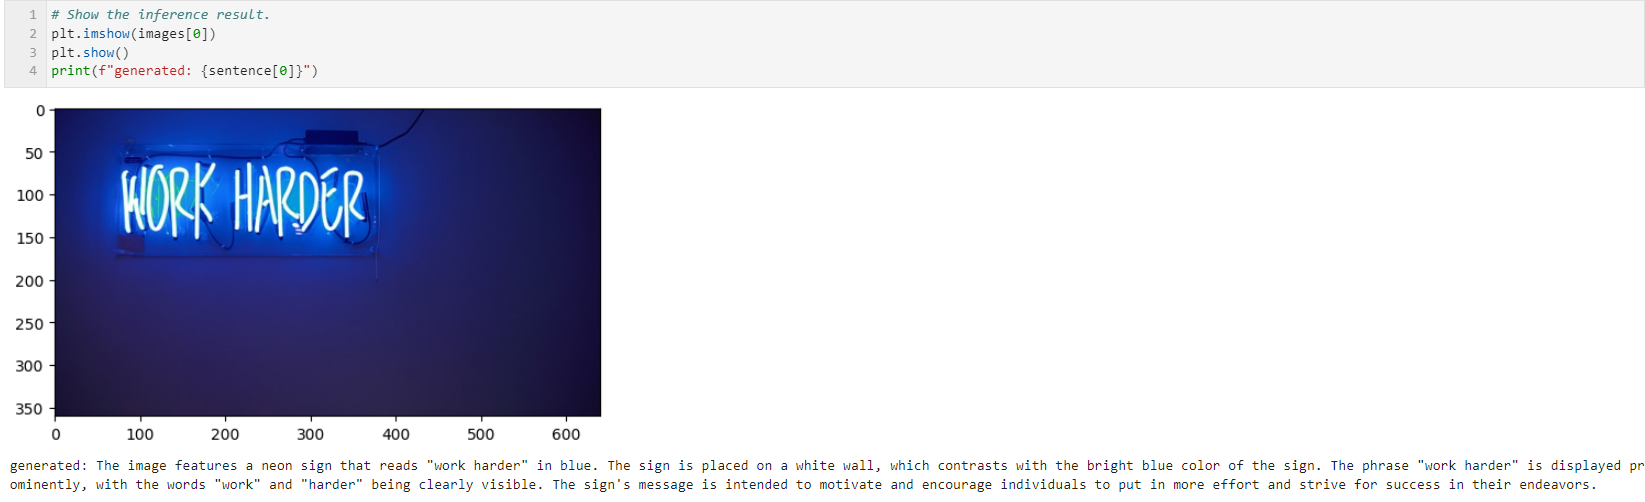 1 # Show the inference result.
2 plt.imshow(images[0])
3 plt.show()
4 print(f"generated: {sentence[0]}")
0
50
100
150
200
250
300
350
WORK HARDER
0 100 200 300 400 500 600
generated: The image features a neon sign that reads "work harder" in blue. The sign is placed on a white wall, which contrasts with the bright blue color of the sign. The phrase "work harder" is displayed pr
ominently, with the words "work" and "harder" being clearly visible. The sign's message is intended to motivate and encourage individuals to put in more effort and strive for success in their endeavors.